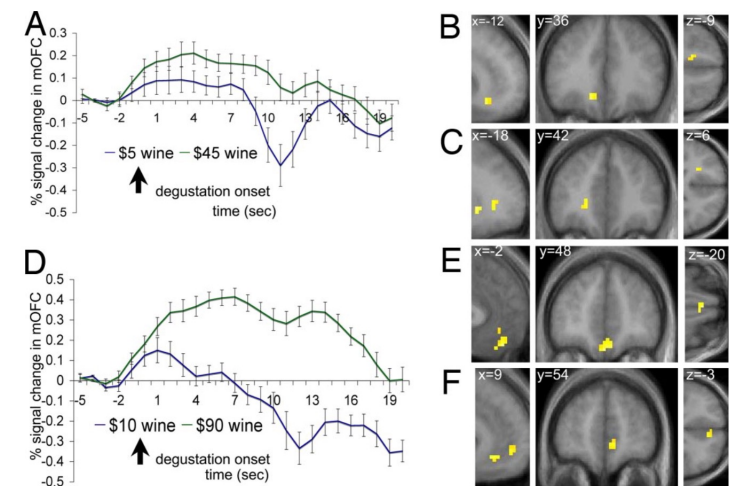 A
% signal change in mOFC
0.3
0.2
0.1
0
-0.1
-0.2
-0.3
-0.4
-0.5
-5 -2 1 4 7 10 13 16 19
$5 wine $45 wine
degustation onset
time (sec)
B
x=-12 y=36 z=-9
C
x=-18 y=42 z=6
D
% signal change in mOFC
0.5
0.4
0.3
0.2
0.1
0
-0.1
-0.2
-0.3
-0.4
-0.5
-5 -2 1 4 7 10 13 16 19
$10 wine $90 wine
degustation onset
time (sec)
E
x=-2 y=48 z=-20
F
x=9 y=54 z=-3